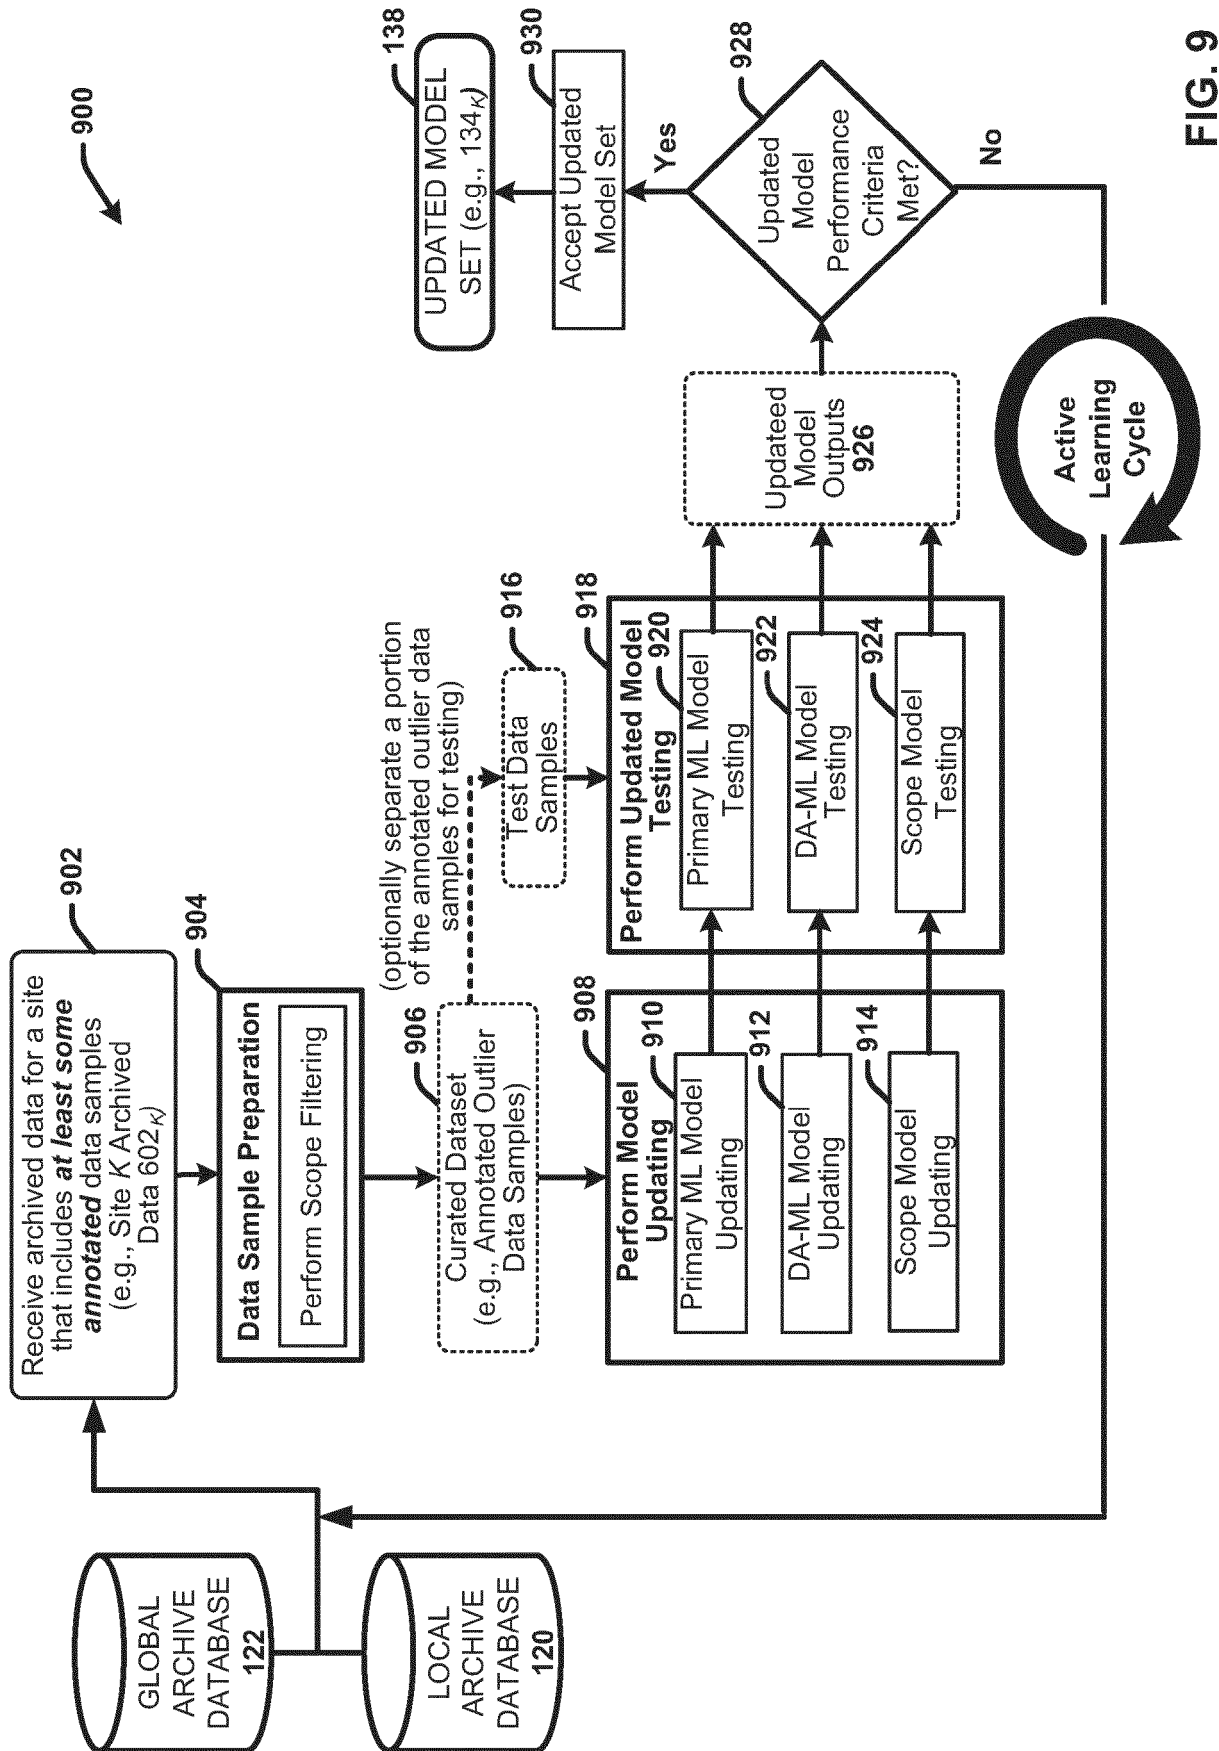 900
GLOBAL
ARCHIVE
DATABASE
122
LOCAL
ARCHIVE
DATABASE
120
Receive archived data for a site
that includes at least some
annotated data samples
(e.g., Site K Archived
Data 602K)
902
Data Sample Preparation
904
Perform Scope Filtering
Curated Dataset
(e.g., Annotated Outlier
Data Samples)
906
(optionally separate a portion
of the annotated outlier data
samples for testing)
Test Data
Samples
916
Perform Model
Updating
908
Primary ML Model
Updating
910
DA-ML Model
Updating
912
Scope Model
Updating
914
Perform Updated Model
Testing
918
Primary ML Model
Testing
920
DA-ML Model
Testing
922
Scope Model
Testing
924
Updateed
Model
Outputs
926
Updated
Model
Performance
Criteria
Met?
928
Yes
No
Accept Updated
Model Set
930
UPDATED MODEL
SET (e.g., 134K)
138
Active
Learning
Cycle
FIG. 9